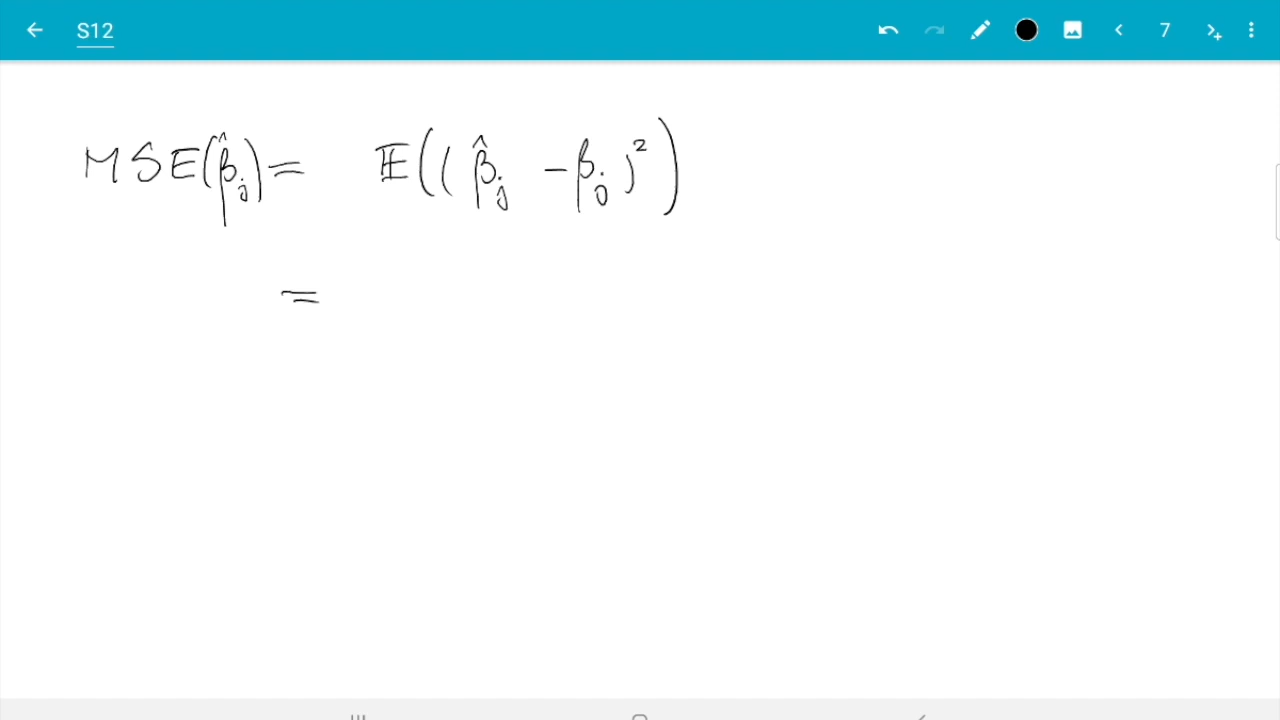 S12
7
MSE(β̂ⱼ) = 𝔼((β̂ⱼ - βⱼ)²)
=